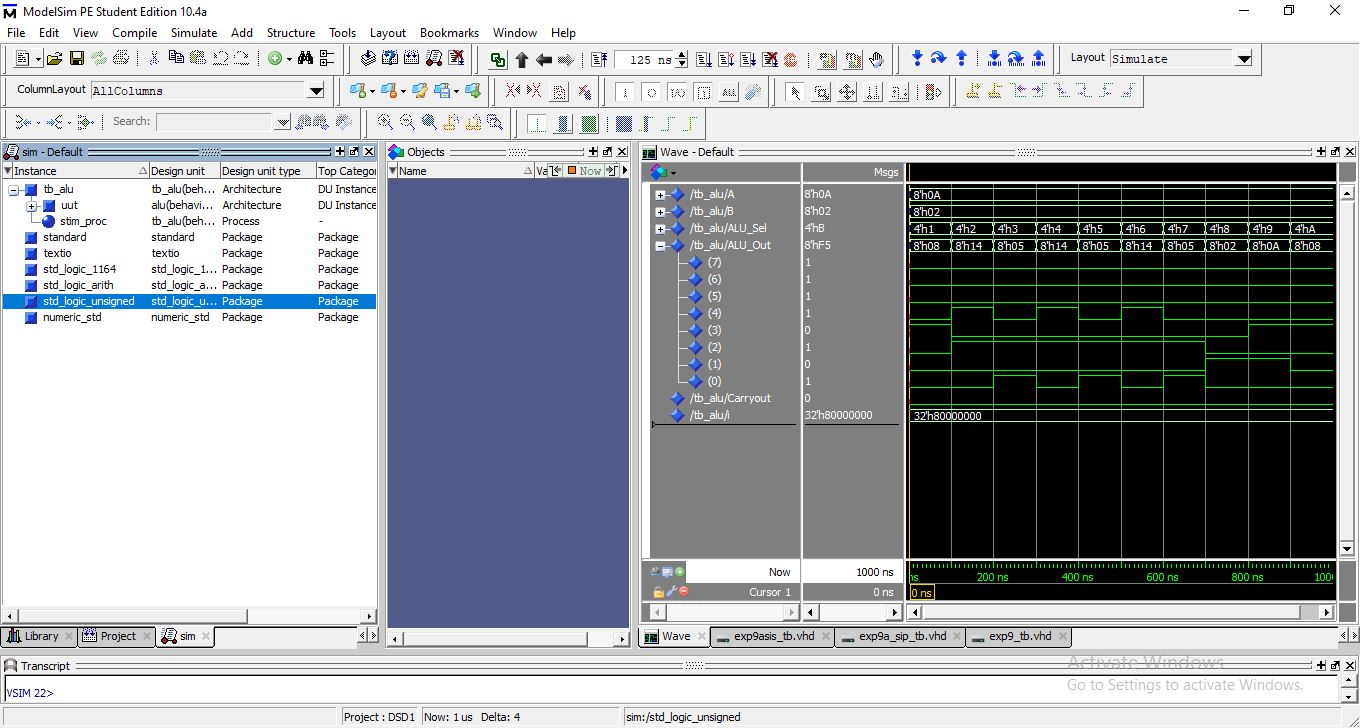 ModelSim PE Student Edition 10.4a
File Edit View Compile Simulate Add Structure Tools Layout Bookmarks Window Help
125 ns
Layout Simulate
ColumnLayout AllColumns
ALL
Search:
sim - Default
Instance Design unit Design unit type Top Categor
tb_alu tb_alu(beh... Architecture DU Instance
uut alu(behavi... Architecture DU Instance
stim_proc tb_alu(beh... Process -
standard standard Package Package
textio textio Package Package
std_logic_1164 std_logic_1... Package Package
std_logic_arith std_logic_a... Package Package
std_logic_unsigned std_logic_u... Package Package
numeric_std numeric_std Package Package
Library Project sim
Objects
Name Va Now
Wave - Default
Msgs
/tb_alu/A 8'h0A 8'h0A
/tb_alu/B 8'h02 8'h02
/tb_alu/ALU_Sel 4'hB 4'h1 4'h2 4'h3 4'h4 4'h5 4'h6 4'h7 4'h8 4'h9 4'hA
/tb_alu/ALU_Out 8'hF5 8'h08 8'h14 8'h05 8'h14 8'h05 8'h14 8'h05 8'h02 8'h0A 8'h08
(7) 1
(6) 1
(5) 1
(4) 1
(3) 0
(2) 1
(1) 0
(0) 1
/tb_alu/Carryout 0
/tb_alu/i 32'h80000000 32'h80000000
Now 1000 ns ns 200 ns 400 ns 600 ns 800 ns 100
Cursor 1 0 ns 0 ns
Wave exp9asis_tb.vhd exp9a_sip_tb.vhd exp9_tb.vhd
Transcript
VSIM 22>
Activate Windows
Go to Settings to activate Windows.
Project : DSD1 Now: 1 us Delta: 4 sim:/std_logic_unsigned